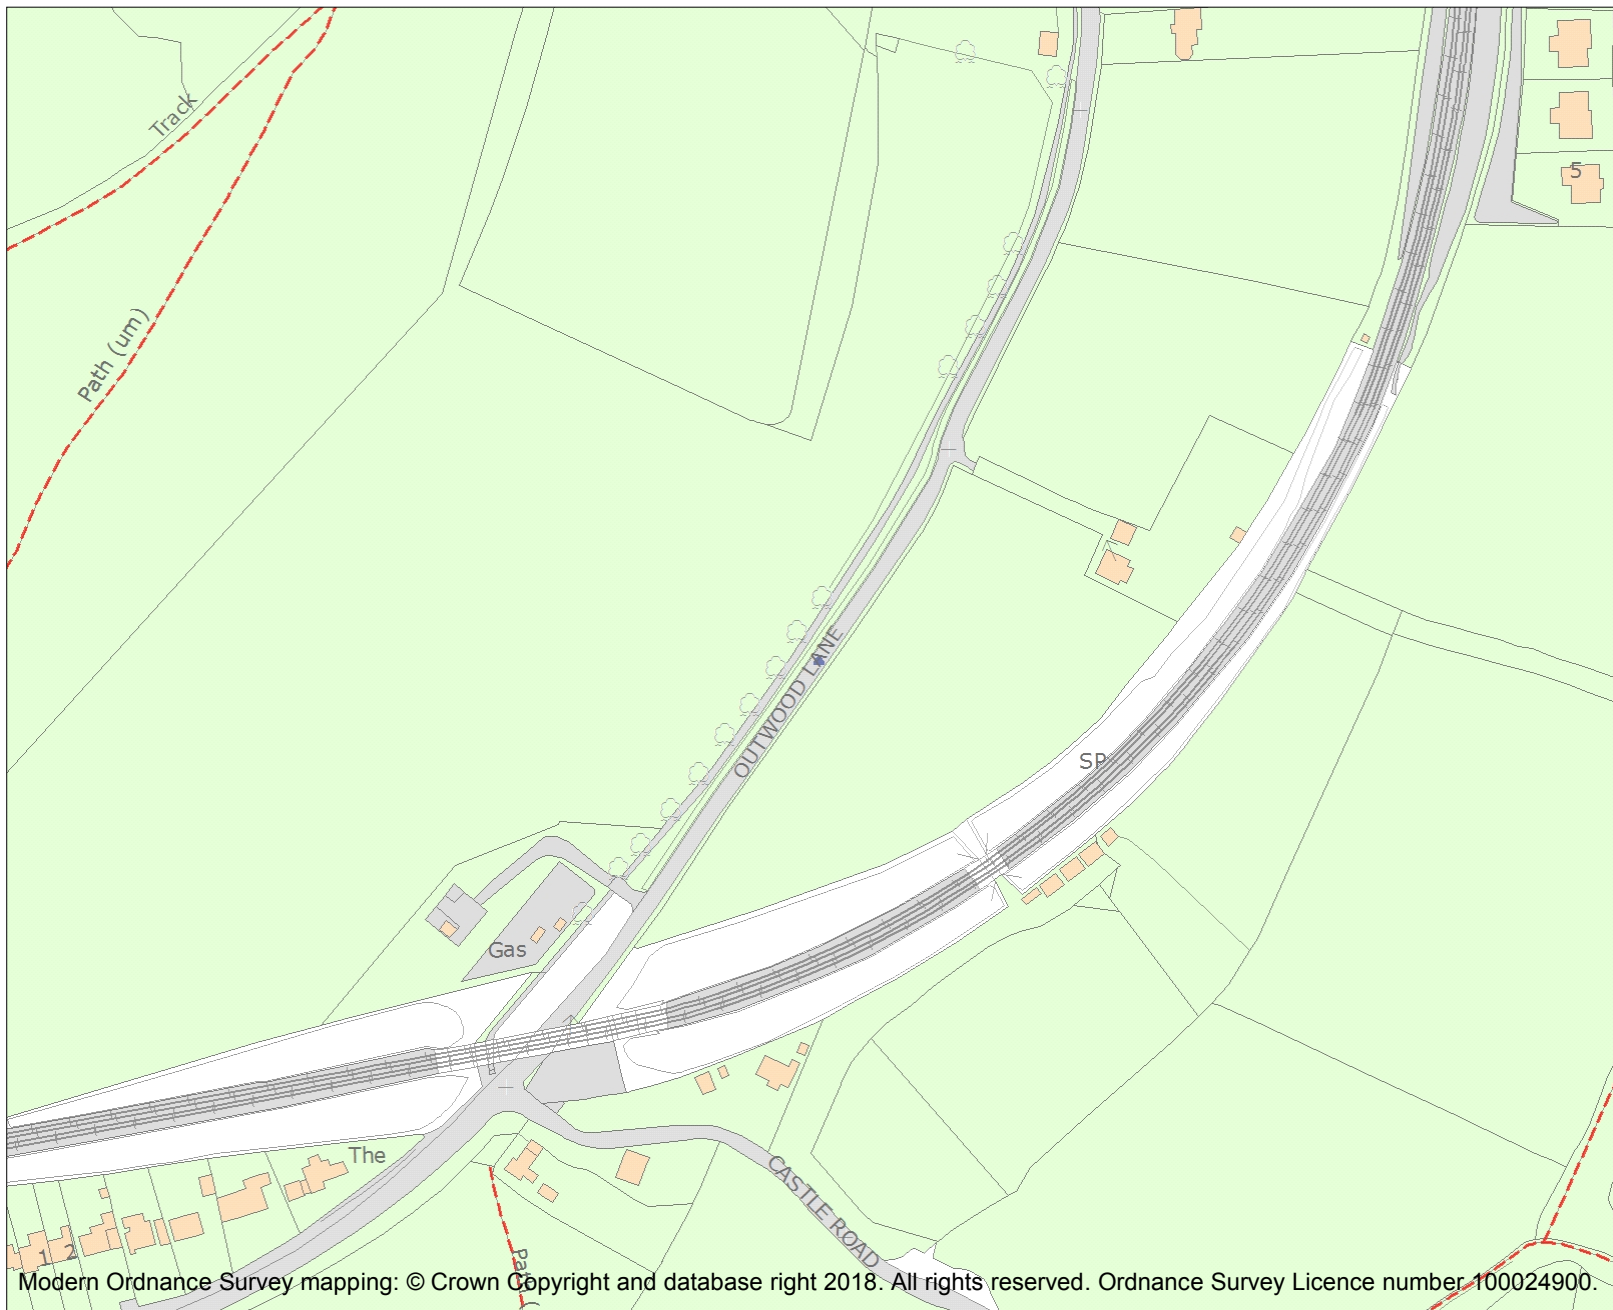 Track
5
Path (um)
OUTWOOD LANE
SP
Gas
The
CASTLE ROAD
1 2
Modern Ordnance Survey mapping: © Crown Copyright and database right 2018. All rights reserved. Ordnance Survey Licence number 100024900.